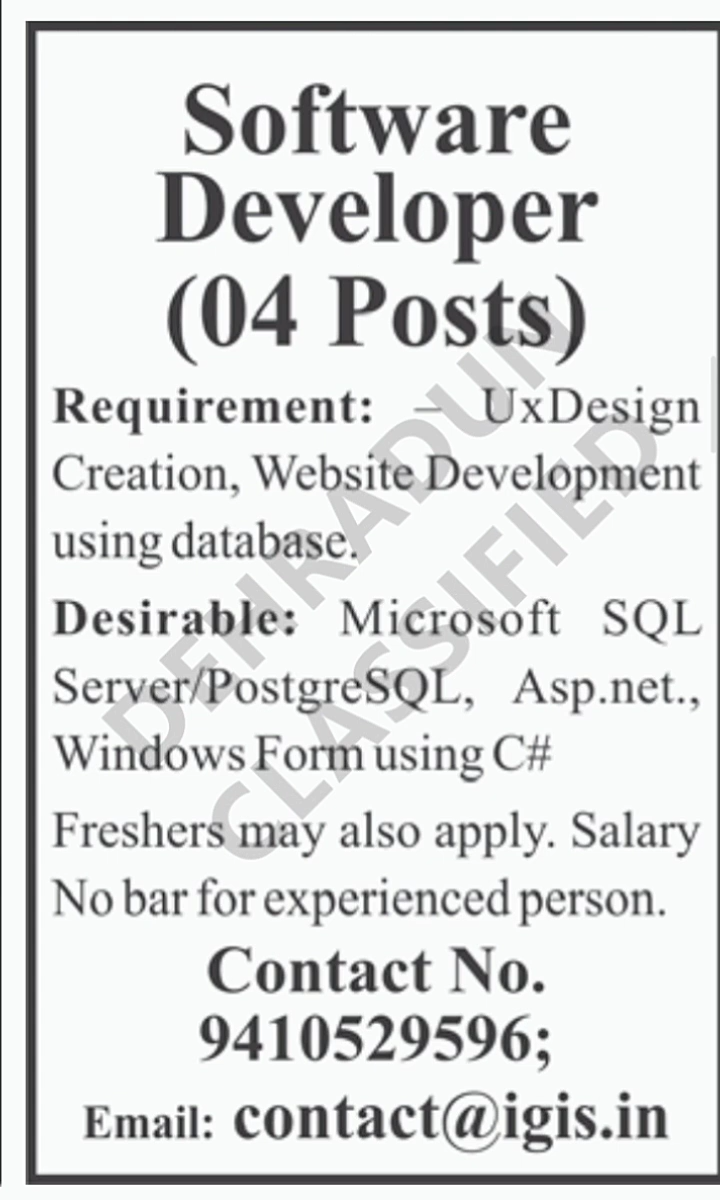 Software
Developer
(04 Posts)
Requirement: – UxDesign
Creation, Website Development
using database.
Desirable: Microsoft SQL
Server/PostgreSQL, Asp.net.,
Windows Form using C#
Freshers may also apply. Salary
No bar for experienced person.
Contact No.
9410529596;
Email: contact@igis.in
DEHRADUN
CLASSIFIED